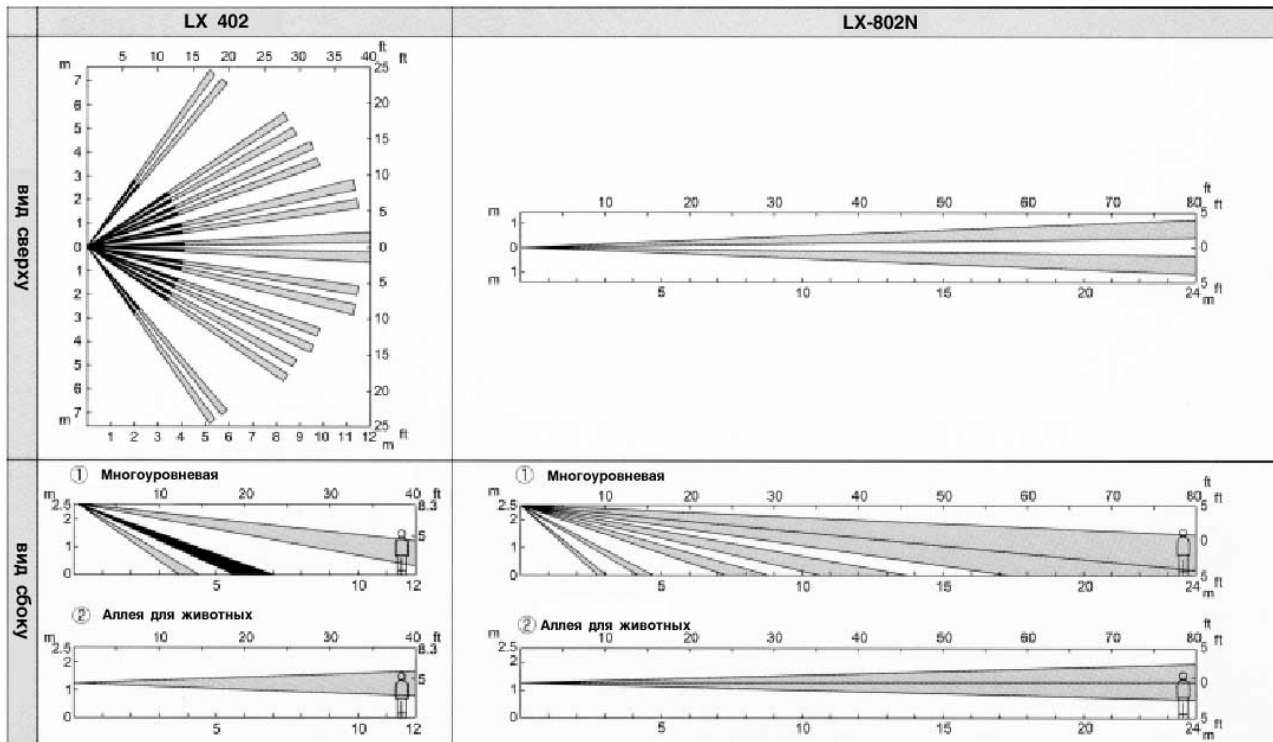 LX 402
LX-802N
вид сверху
ft
m 5 10 15 20 25 30 35 40 ft
7 25
6
20
5
4 15
3
10
2
1 5
0 0
1
5
2
3 10
4
15
5
6 20
7
m 25
1 2 3 4 5 6 7 8 9 10 11 12 ft
m
ft
m 10 20 30 40 50 60 70 80 ft
1 5
0 0
1 5
m ft
5 10 15 20 24
m
вид сбоку
① Многоуровневая
m 10 20 30 40 ft
2.5 8.3
2
5
1
0
5 12
② Аллея для животных
m 10 20 30 40 ft
2.5 8.3
2
5
1
0
5 10 12
① Многоуровневая
ft
m 10 20 30 40 50 60 70 80 ft
2.5 5
2
0
1
0 5
5 10 15 20 24 ft
m
② Аллея для животных
m 10 20 30 40 50 60 70 80 ft
ft
2.5 5
2
1 0
0 5
5 10 15 20 24 ft
m